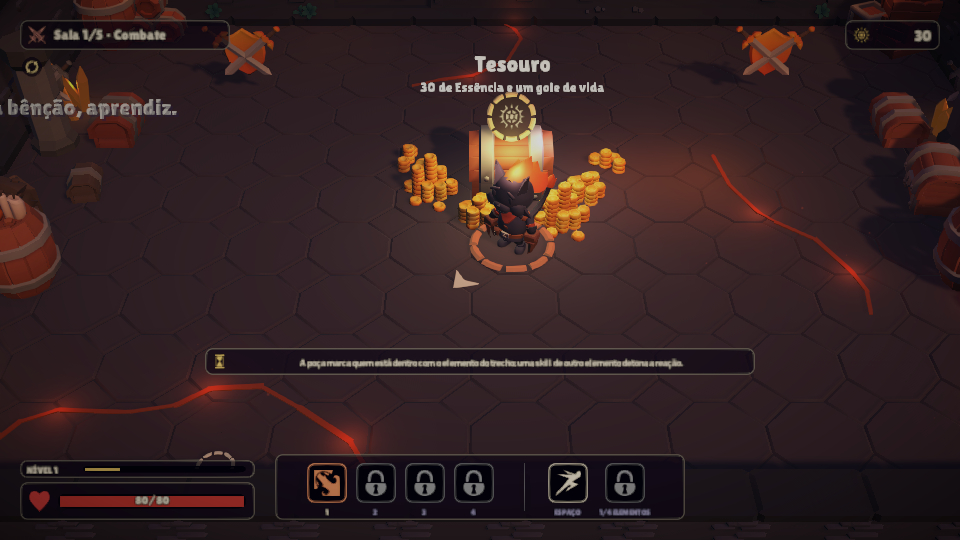 Sala 1/5 - Combate
30
Tesouro
30 de Essência e um gole de vida
bênção, aprendiz.
A poça marca quem está dentro com o elemento do trecho: uma skill de outro elemento detona a reação.
NÍVEL 1
80/80
1
2
3
4
ESPAÇO
1/4 ELEMENTOS